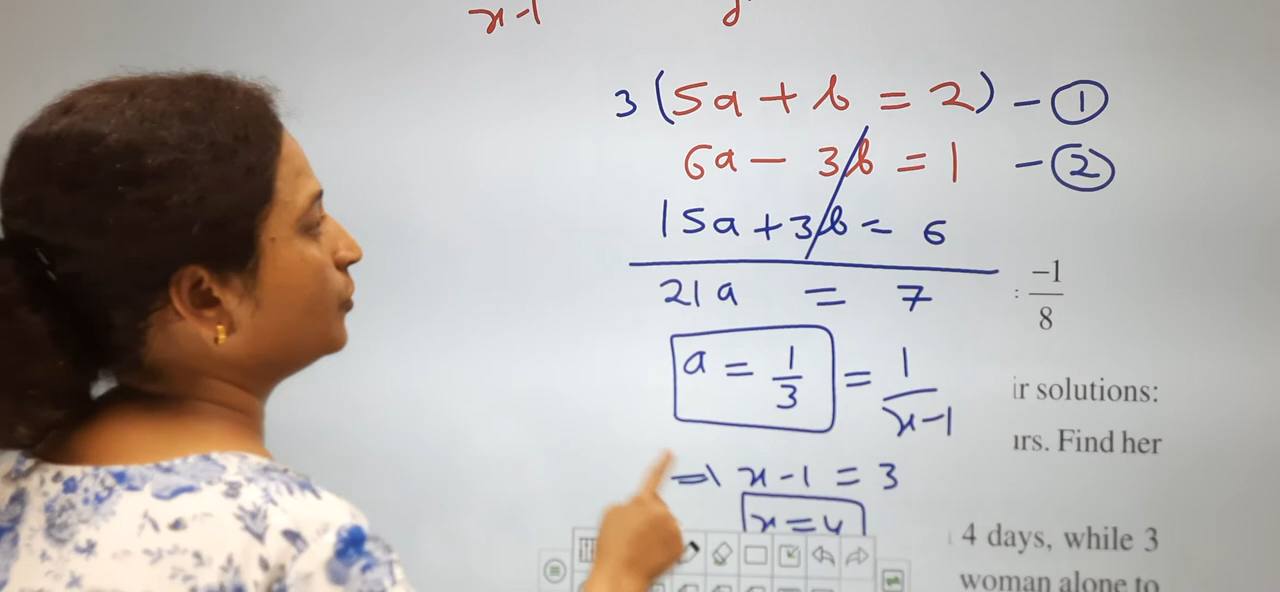 x-1
3(5a + b = 2) - ①
6a - 3b = 1 - ②
15a + 3b = 6
21a = 7
a = 1/3 = 1/x-1
⇒ x-1 = 3
x = 4
: -1/8
ir solutions:
urs. Find her
4 days, while 3
woman alone to